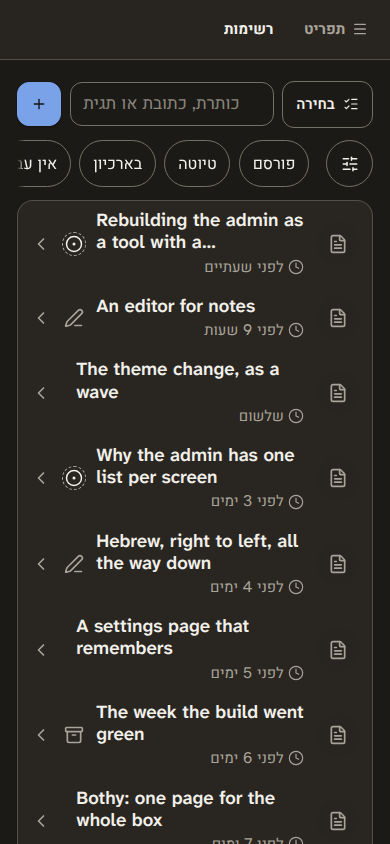 תפריט
רשימות
בחירה
כותרת, כתובת או תגית
פורסם
טיוטה
בארכיון
אין
Rebuilding the admin as
a tool with a...
לפני שעתיים
An editor for notes
לפני 9 שעות
The theme change, as a
wave
שלשום
Why the admin has one
list per screen
לפני 3 ימים
Hebrew, right to left, all
the way down
לפני 4 ימים
A settings page that
remembers
לפני 5 ימים
The week the build went
green
לפני 6 ימים
Bothy: one page for the
whole box
לפני 7 ימים